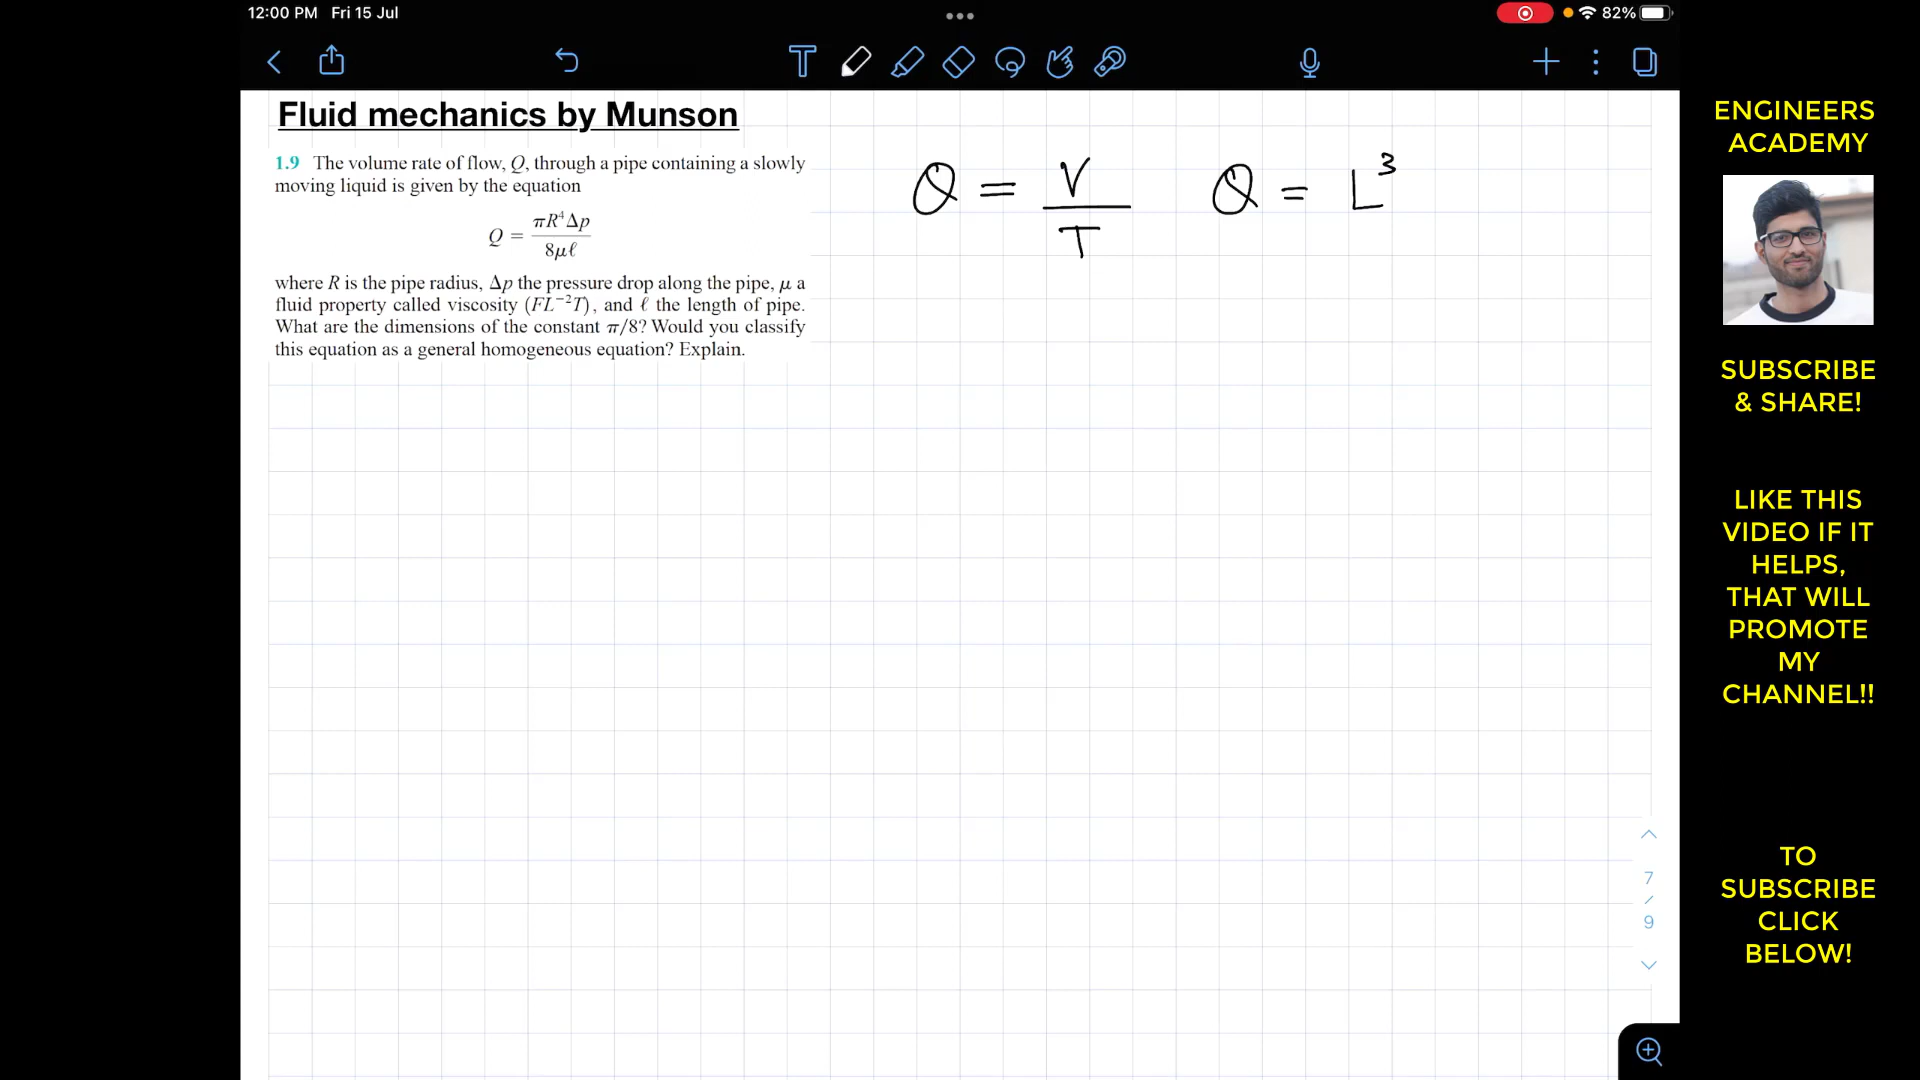 12:00 PM Fri 15 Jul
82%
T
Fluid mechanics by Munson
1.9 The volume rate of flow, Q, through a pipe containing a slowly
moving liquid is given by the equation
Q = πR⁴Δp / 8μℓ
where R is the pipe radius, Δp the pressure drop along the pipe, μ a
fluid property called viscosity (FL⁻²T), and ℓ the length of pipe.
What are the dimensions of the constant π/8? Would you classify
this equation as a general homogeneous equation? Explain.
Q = V / T
Q = L³
7
/
9
ENGINEERS
ACADEMY
SUBSCRIBE
& SHARE!
LIKE THIS
VIDEO IF IT
HELPS,
THAT WILL
PROMOTE
MY
CHANNEL!!
TO
SUBSCRIBE
CLICK
BELOW!